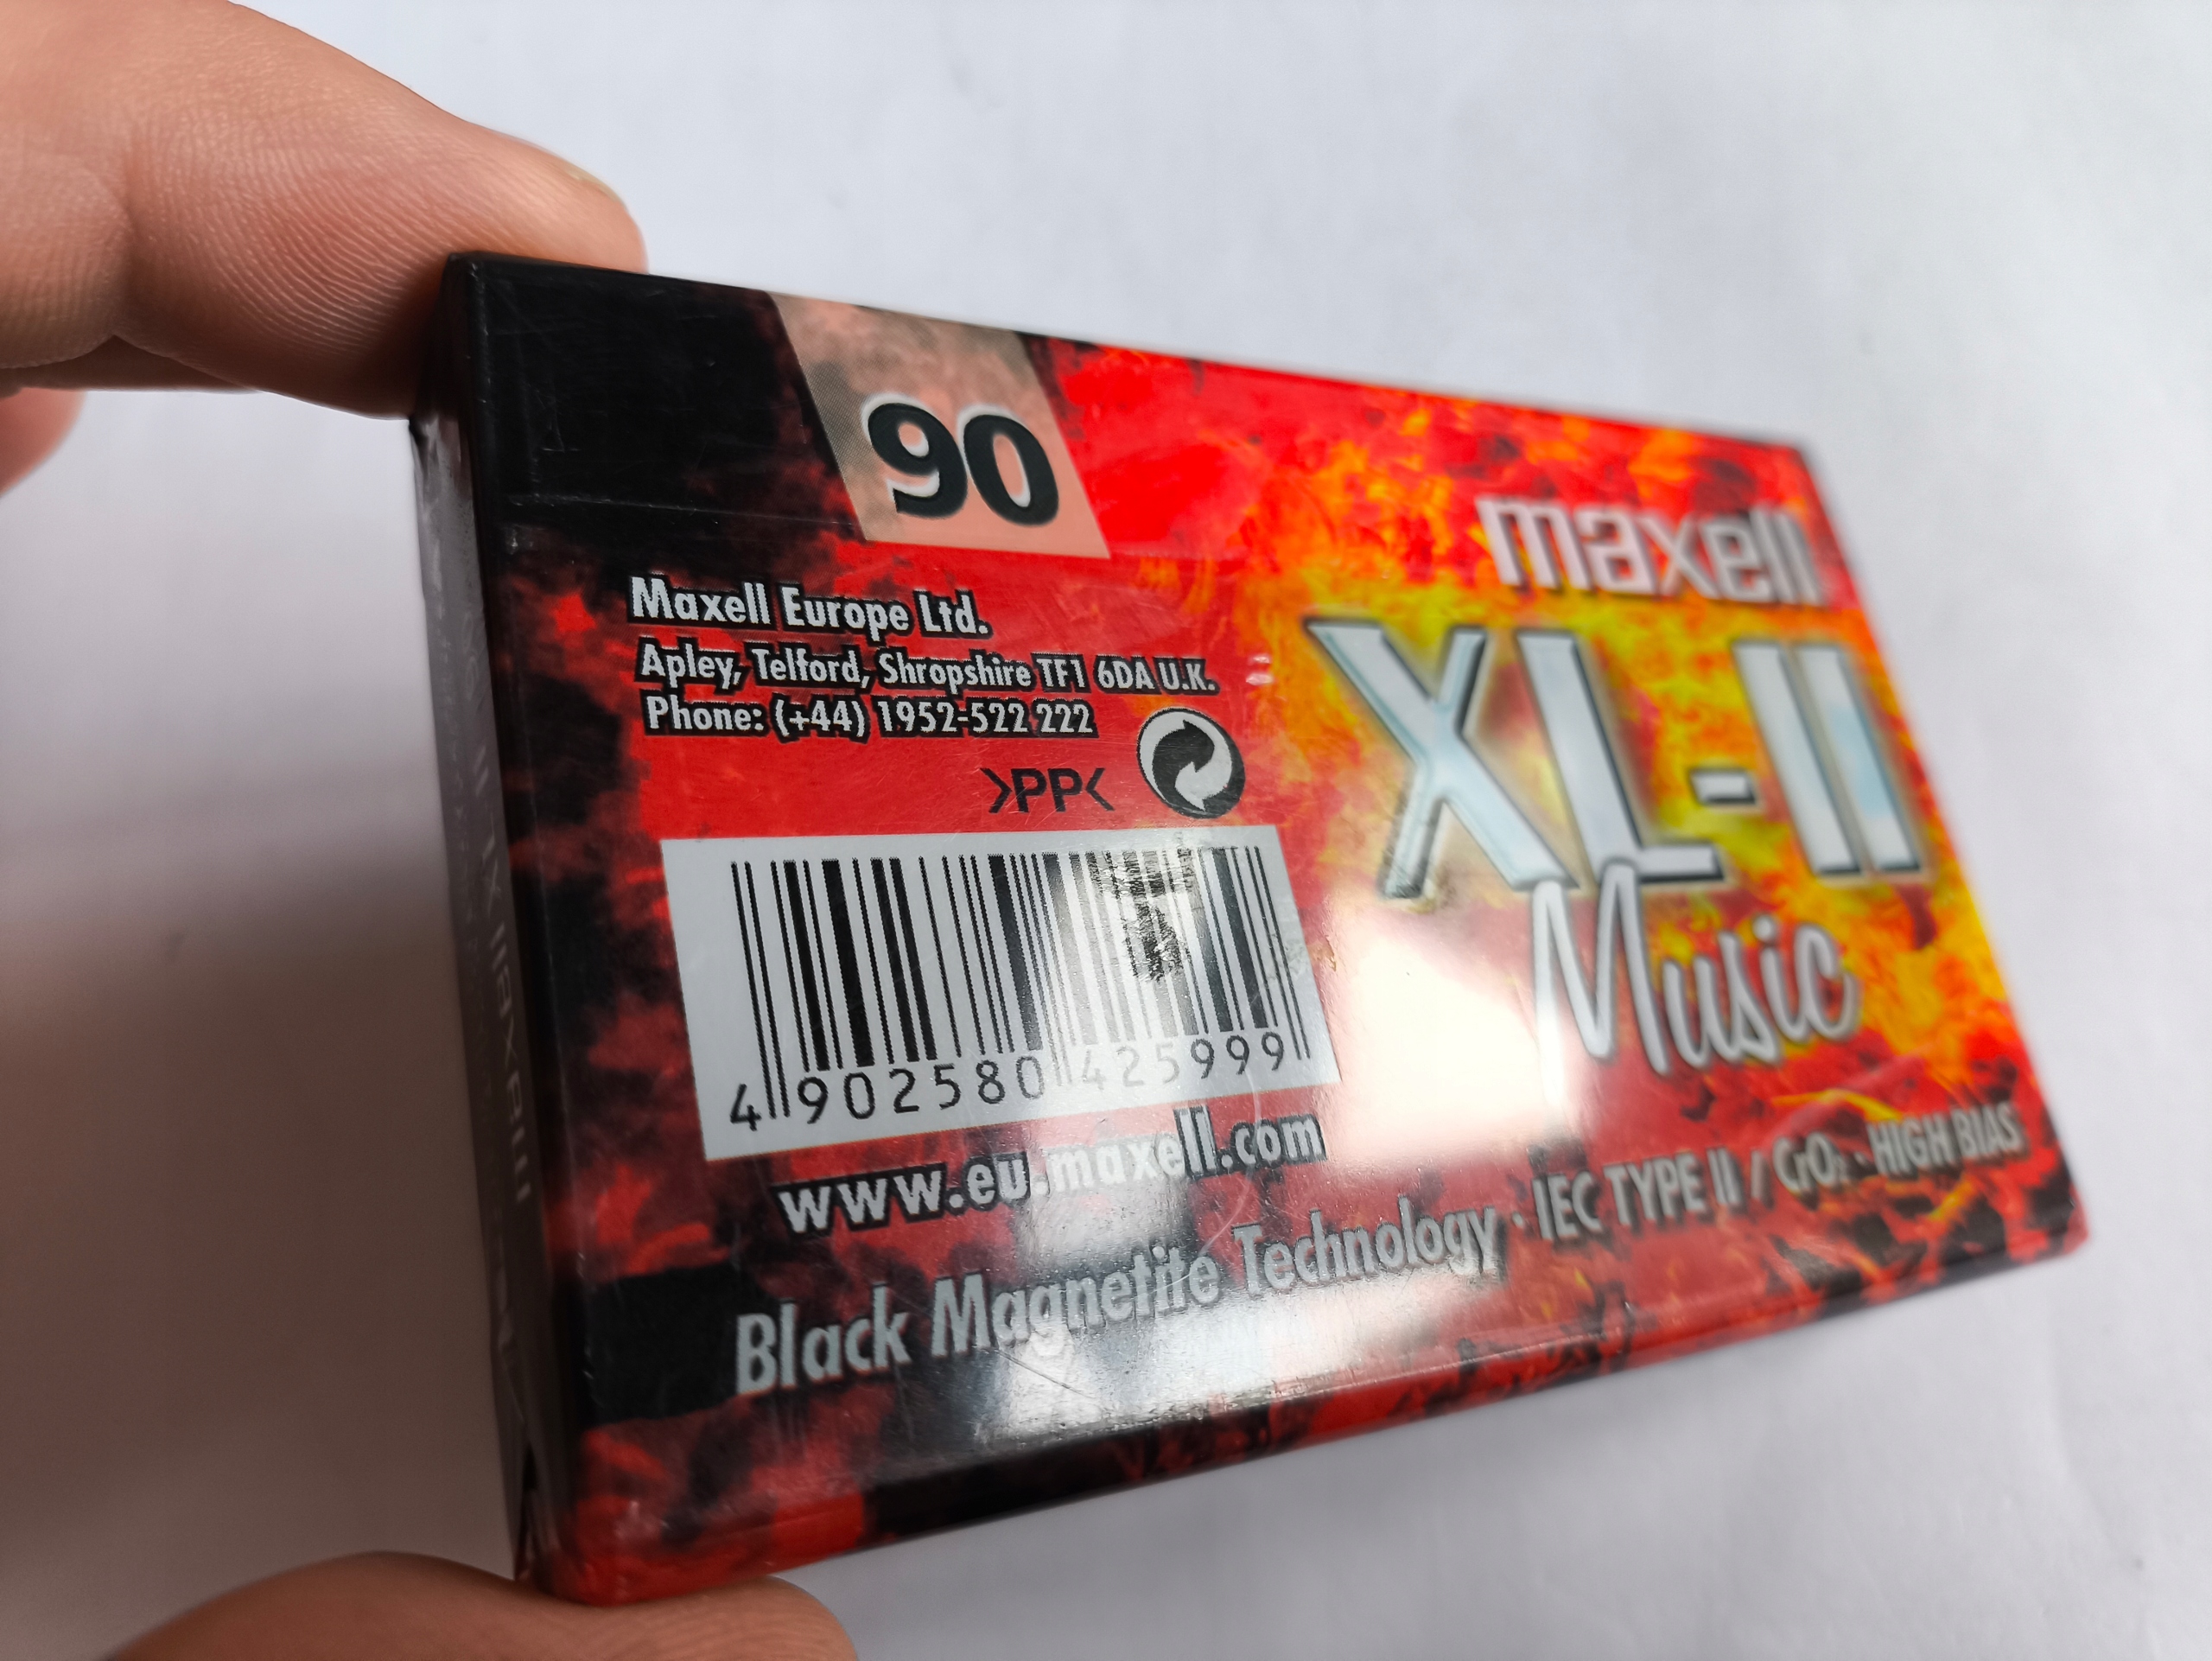 90
maxell
XL-II
Music
Maxell Europe Ltd.
Apley, Telford, Shropshire TF1 6DA U.K.
Phone: (+44) 1952-522 222
>PP<
4 902580 425999
www.eu.maxell.com
Black Magnetite Technology · IEC TYPE II / CrO₂ · HIGH BIAS